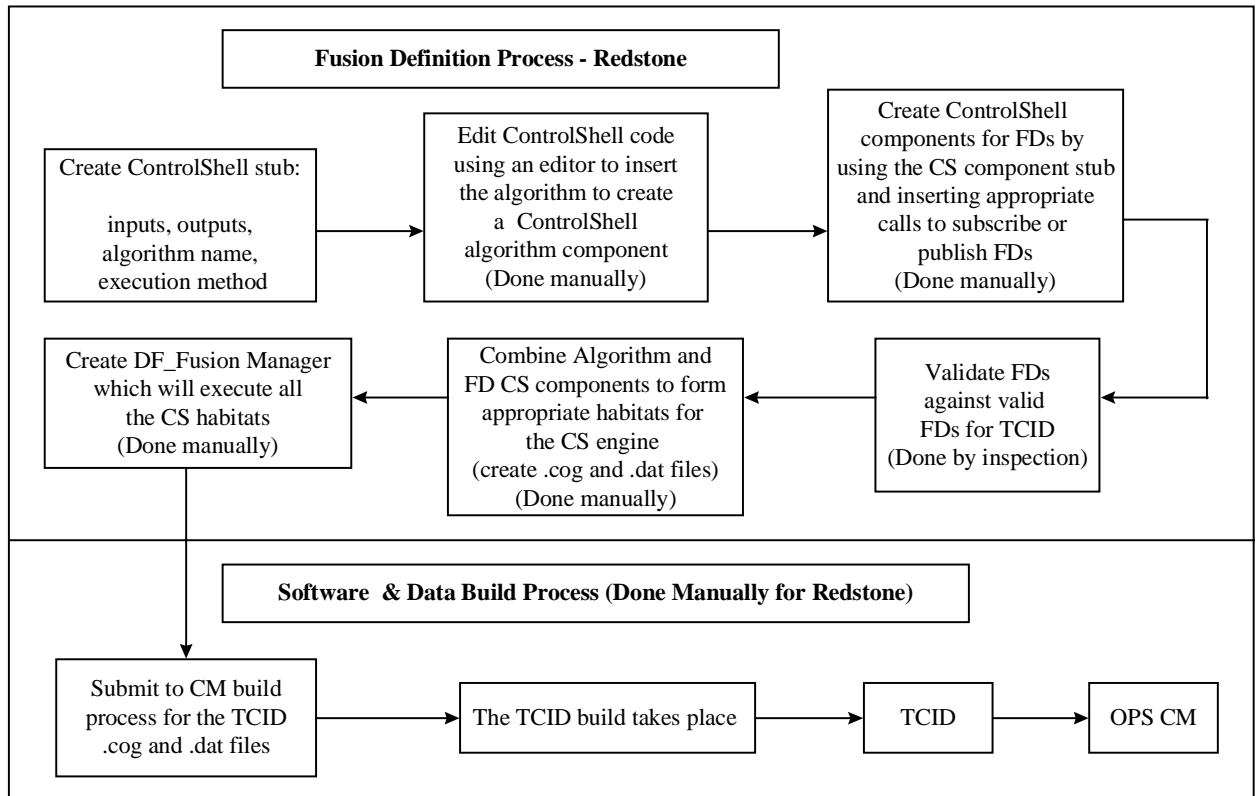 Fusion Definition Process - Redstone
Create ControlShell stub:
inputs, outputs,
algorithm name,
execution method
Edit ControlShell code
using an editor to insert
the algorithm to create
a ControlShell
algorithm component
(Done manually)
Create ControlShell
components for FDs by
using the CS component stub
and inserting appropriate
calls to subscribe or
publish FDs
(Done manually)
Validate FDs
against valid
FDs for TCID
(Done by inspection)
Combine Algorithm and
FD CS components to form
appropriate habitats for
the CS engine
(create .cog and .dat files)
(Done manually)
Create DF_Fusion Manager
which will execute all
the CS habitats
(Done manually)
Software & Data Build Process (Done Manually for Redstone)
Submit to CM build
process for the TCID
.cog and .dat files
The TCID build takes place
TCID
OPS CM